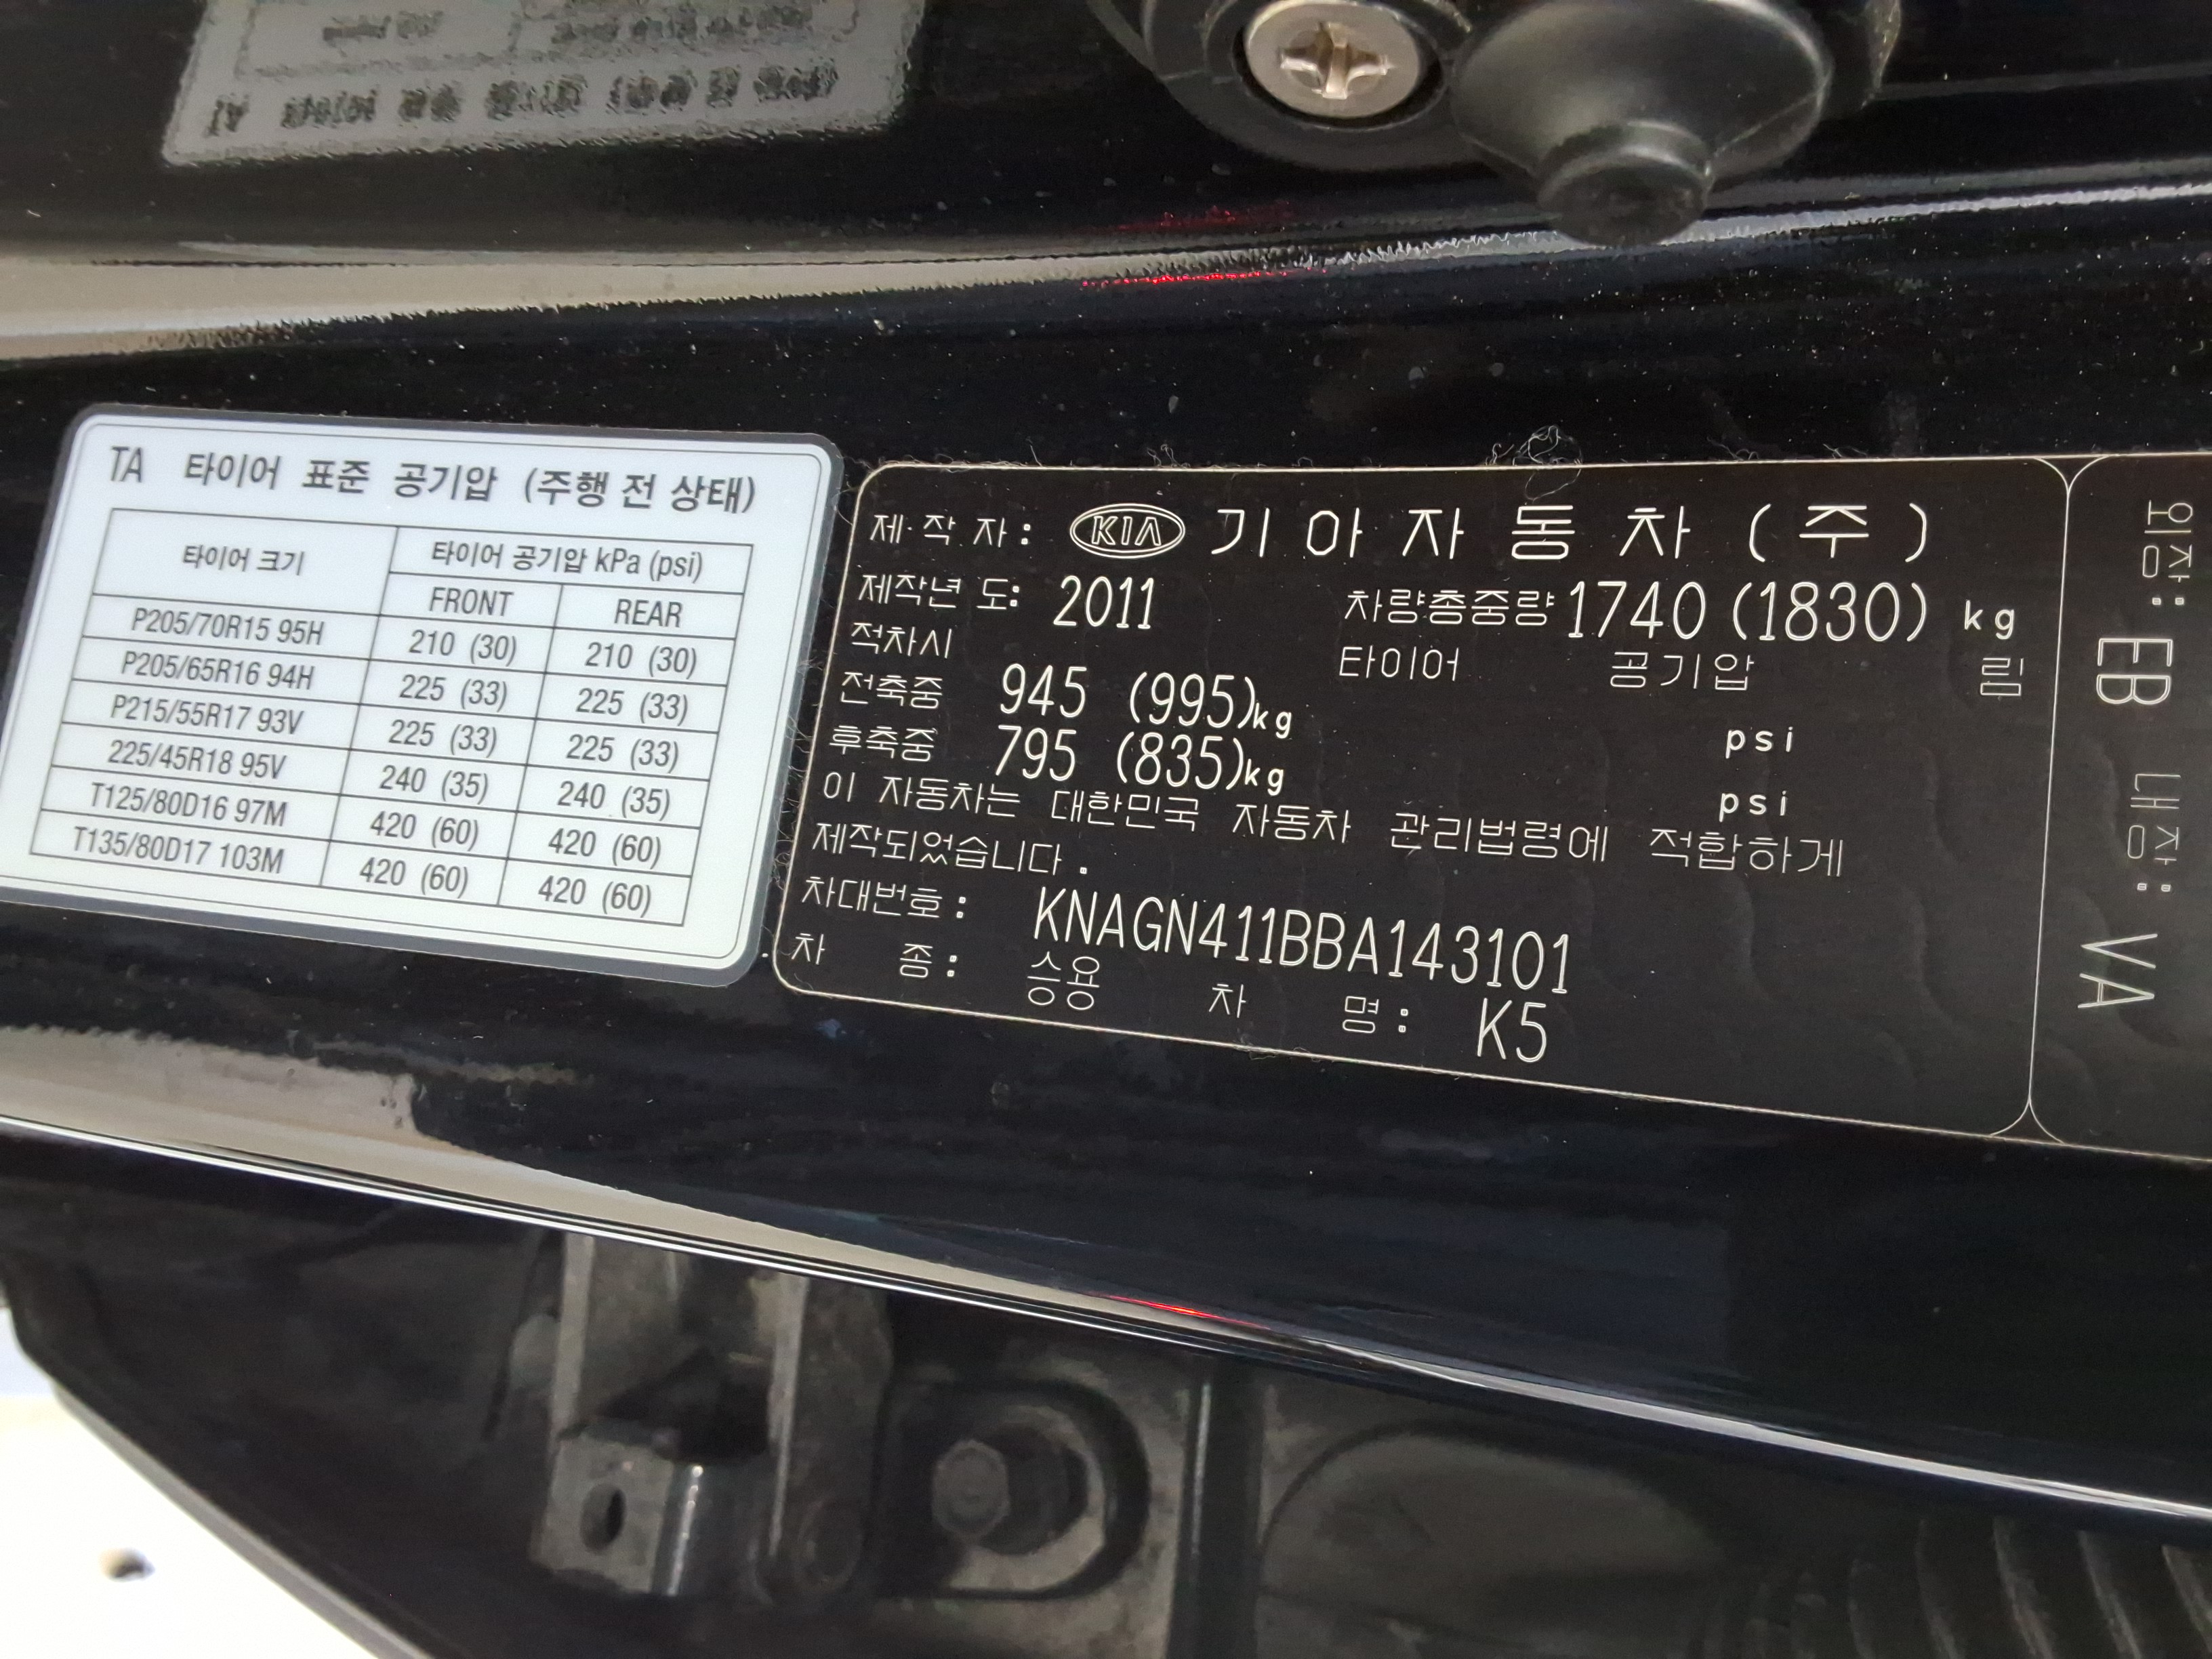 TA 타이어 표준 공기압 (주행 전 상태)
타이어 크기 타이어 공기압 kPa (psi)
FRONT REAR
P205/70R15 95H 210 (30) 210 (30)
P205/65R16 94H 225 (33) 225 (33)
P215/55R17 93V 225 (33) 225 (33)
225/45R18 95V 240 (35) 240 (35)
T125/80D16 97M 420 (60) 420 (60)
T135/80D17 103M 420 (60) 420 (60)
제 작 자 : KIA 기 아 자 동 차 ( 주 )
제작년 도: 2011 차량총중량 1740 (1830) kg
적차시 타이어 공기압 림
전축중 945 (995)kg psi
후축중 795 (835)kg psi
이 자동차는 대한민국 자동차 관리법령에 적합하게
제작되었습니다 .
차대번호 : KNAGN411BBA143101
차 종 : 승용 차 명 : K5
외장 : EB 내장 : VA